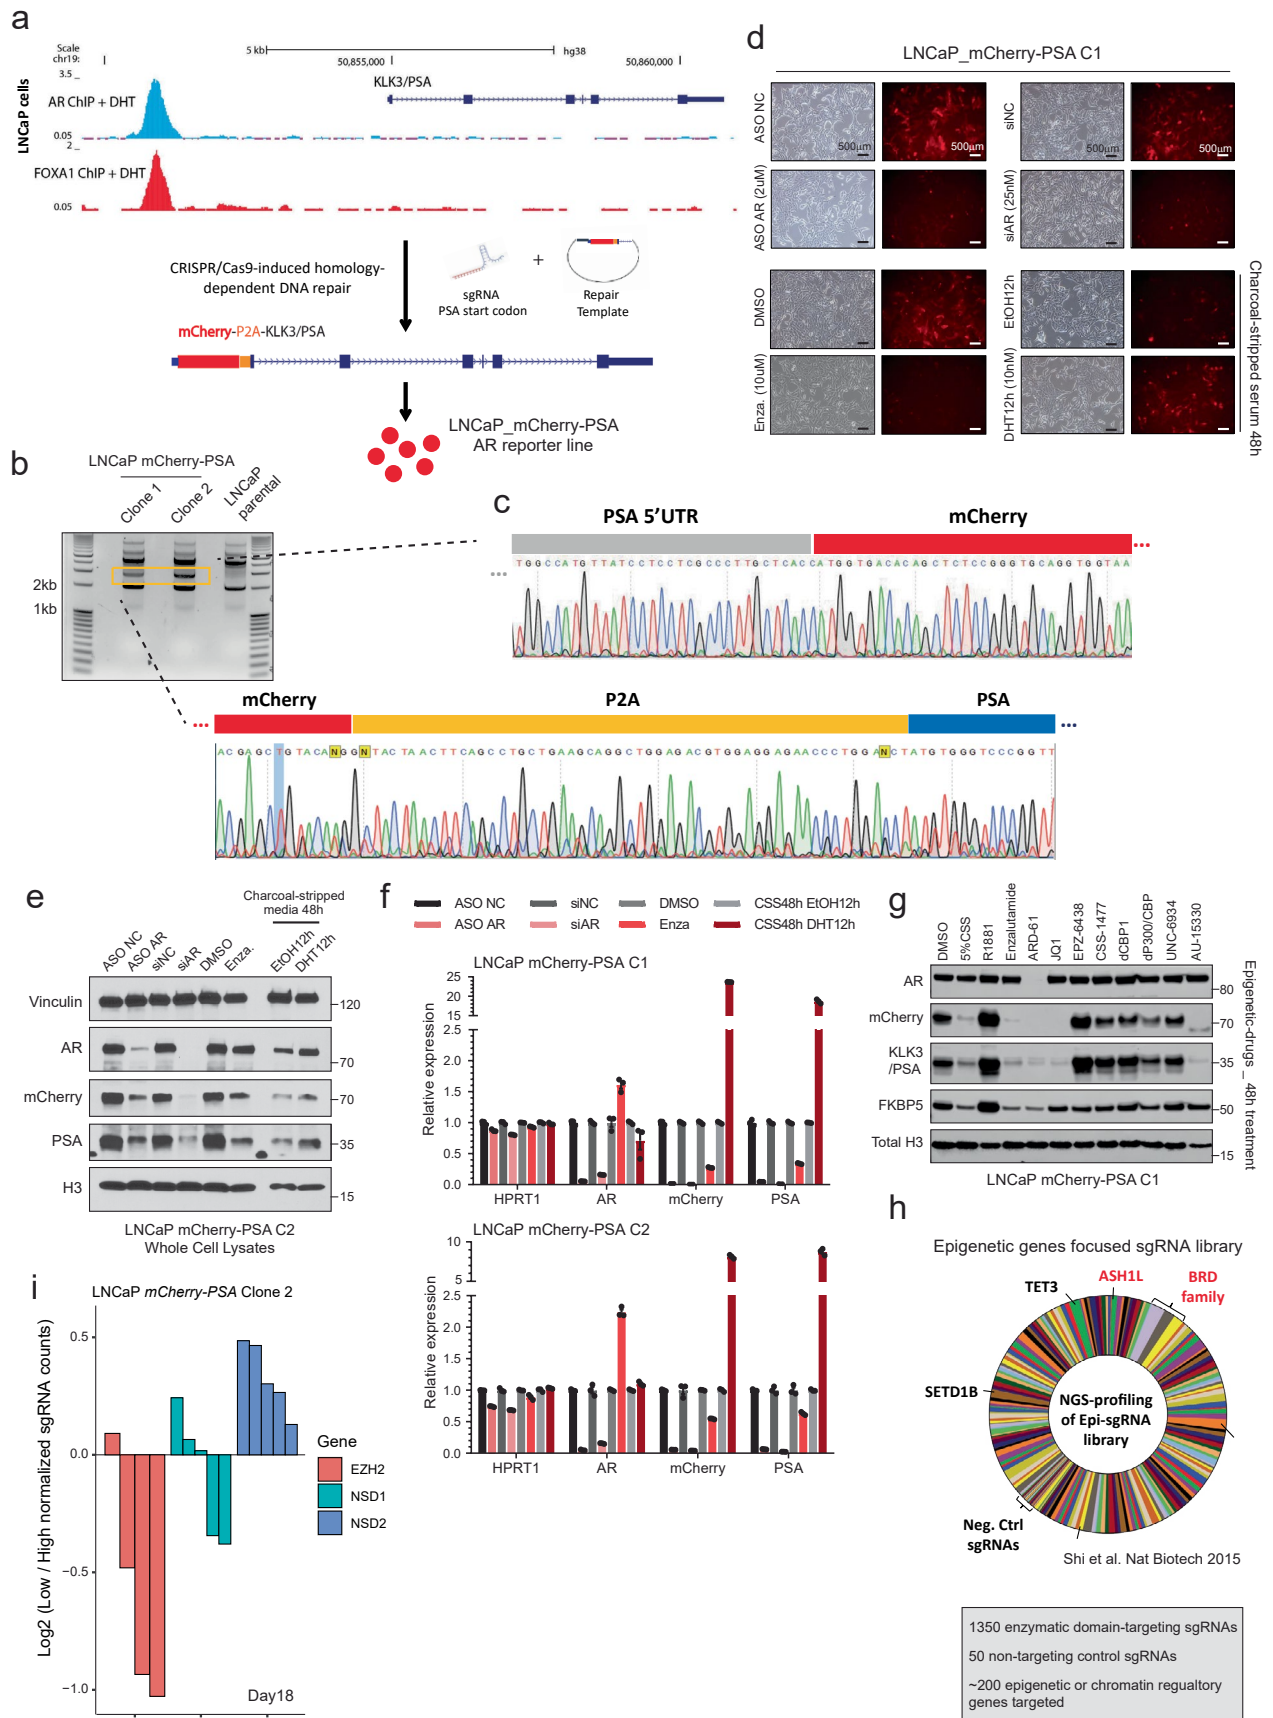 a
Scale
chr19:
5 kb
hg38
50,855,000
50,860,000
KLK3/PSA
LNCaP cells
3.5
AR ChIP + DHT
0.05
2
FOXA1 ChIP + DHT
0.05
CRISPR/Cas9-induced homology-
dependent DNA repair
sgRNA
PSA start codon
+
Repair
Template
mCherry-P2A-KLK3/PSA
LNCaP_mCherry-PSA
AR reporter line
b
LNCaP mCherry-PSA
Clone 1
Clone 2
LNCaP
parental
2kb
1kb
c
PSA 5'UTR
mCherry
TGGCCATGTTATCCTCCTCGCCCTTGCTCACCATGGTGACACAGCTCTCCGGGTGCAGGTGGTAA
mCherry
P2A
PSA
ACGAGCTGTACANGGNTACTAACTTCAGCCTGCTGAAGCAGGCTGGAGACGTGGAGGAGAACCCTGGANCTATGTGGGTCCCGGTT
d
LNCaP_mCherry-PSA C1
ASO NC
500μm
500μm
siNC
500μm
500μm
ASO AR (2uM)
siAR (25nM)
DMSO
EtOH12h
Enza. (10uM)
DHT12h (10nM)
Charcoal-stripped serum 48h
e
Charcoal-stripped
media 48h
ASO NC
ASO AR
siNC
siAR
DMSO
Enza.
EtOH12h
DHT12h
Vinculin
120
AR
70
mCherry
70
PSA
35
H3
15
LNCaP mCherry-PSA C2
Whole Cell Lysates
f
ASO NC
siNC
DMSO
CSS48h EtOH12h
ASO AR
siAR
Enza
CSS48h DHT12h
LNCaP mCherry-PSA C1
Relative expression
25
20
15
10
5
2.5
2.0
1.5
1.0
0.5
0.0
HPRT1
AR
mCherry
PSA
LNCaP mCherry-PSA C2
Relative expression
10
5
2.5
2.0
1.5
1.0
0.5
0.0
HPRT1
AR
mCherry
PSA
g
DMSO
5%CSS
R1881
Enzalutamide
ARD-61
JQ1
EPZ-6438
CSS-1477
dCBP1
dP300/CBP
UNC-6934
AU-15330
AR
80
mCherry
70
KLK3
/PSA
35
FKBP5
50
Total H3
15
Epigenetic-drugs _ 48h treatment
LNCaP mCherry-PSA C1
h
Epigenetic genes focused sgRNA library
TET3
ASH1L
BRD
family
SETD1B
NGS-profiling
of Epi-sgRNA
library
Neg. Ctrl
sgRNAs
Shi et al. Nat Biotech 2015
1350 enzymatic domain-targeting sgRNAs
50 non-targeting control sgRNAs
~200 epigenetic or chromatin regualtory
genes targeted
i
LNCaP mCherry-PSA Clone 2
Log2 (Low / High normalized sgRNA counts)
0.5
0.0
−0.5
−1.0
Gene
EZH2
NSD1
NSD2
Day18